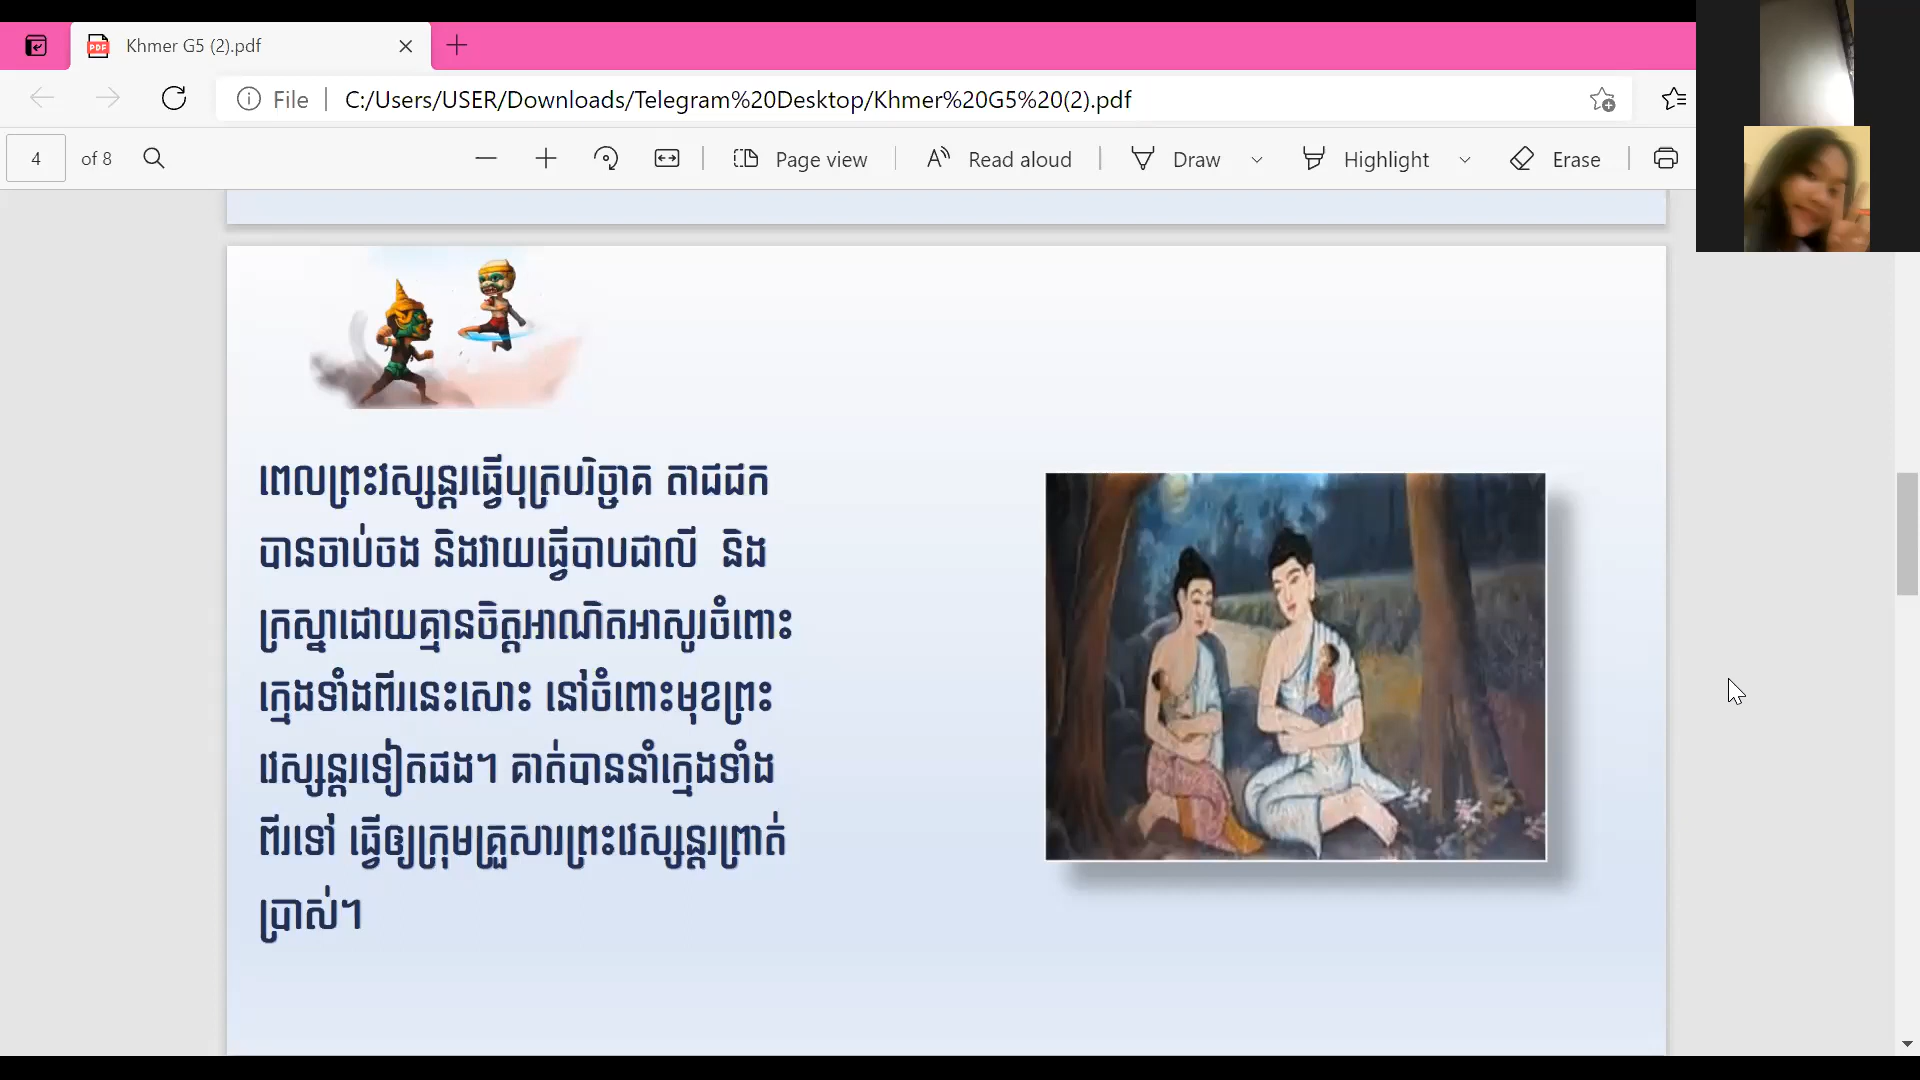 Khmer G5 (2).pdf
File
C:/Users/USER/Downloads/Telegram%20Desktop/Khmer%20G5%20(2).pdf
4 of 8
Page view
Read aloud
Draw
Highlight
Erase
ពេលព្រះវស្សន្តរធ្វើបុត្របរិច្ចាគ តាជជក
បានចាប់ចង និងវាយធ្វើបាបជាលី និង
ក្រស្នាដោយគ្មានចិត្តអាណិតអាសូរចំពោះ
ក្មេងទាំងពីរនេះសោះ នៅចំពោះមុខព្រះ
វេស្សន្តរទៀតផង។ គាត់បាននាំក្មេងទាំង
ពីរទៅ ធ្វើឲ្យក្រុមគ្រួសារព្រះវេស្សន្តរព្រាត់
ប្រាស់។